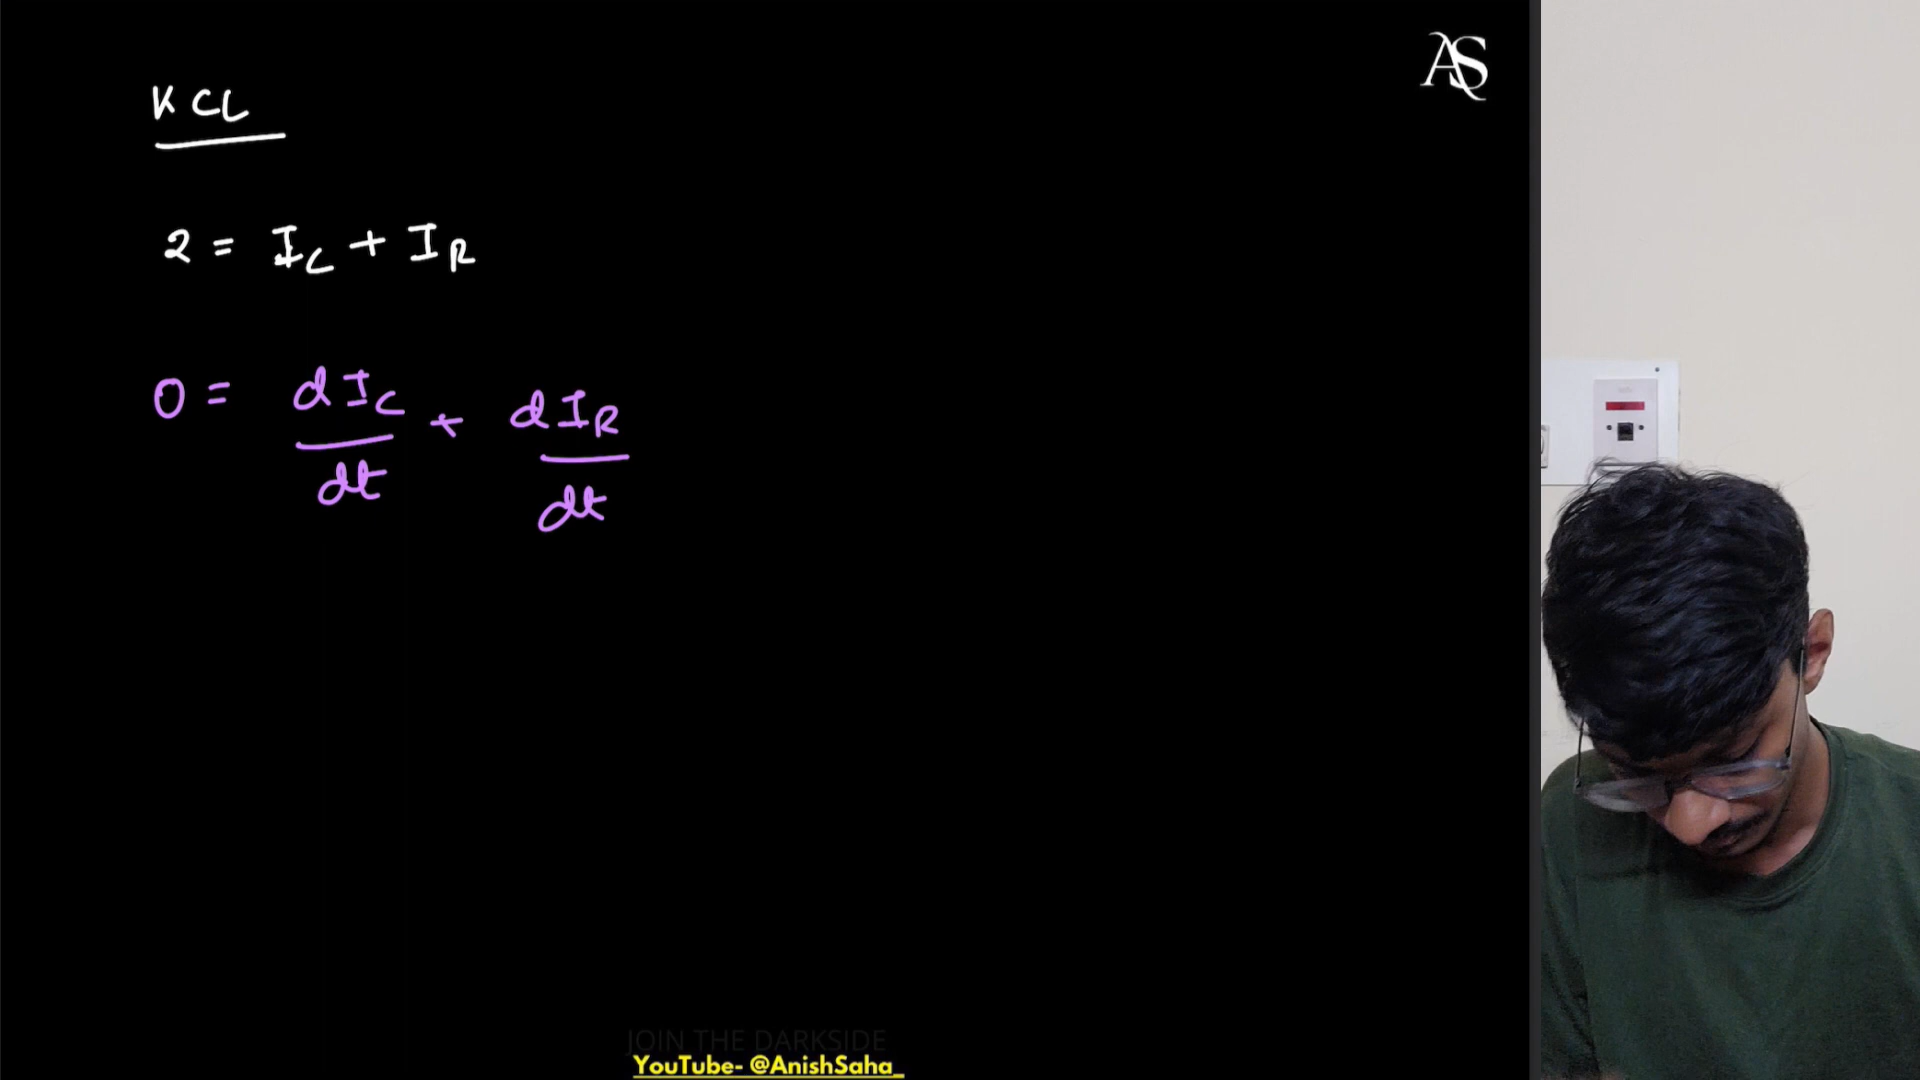 AS
KCL
2 = I_C + I_R
0 = dI_C/dt + dI_R/dt
JOIN THE DARKSIDE
YouTube- @AnishSaha_